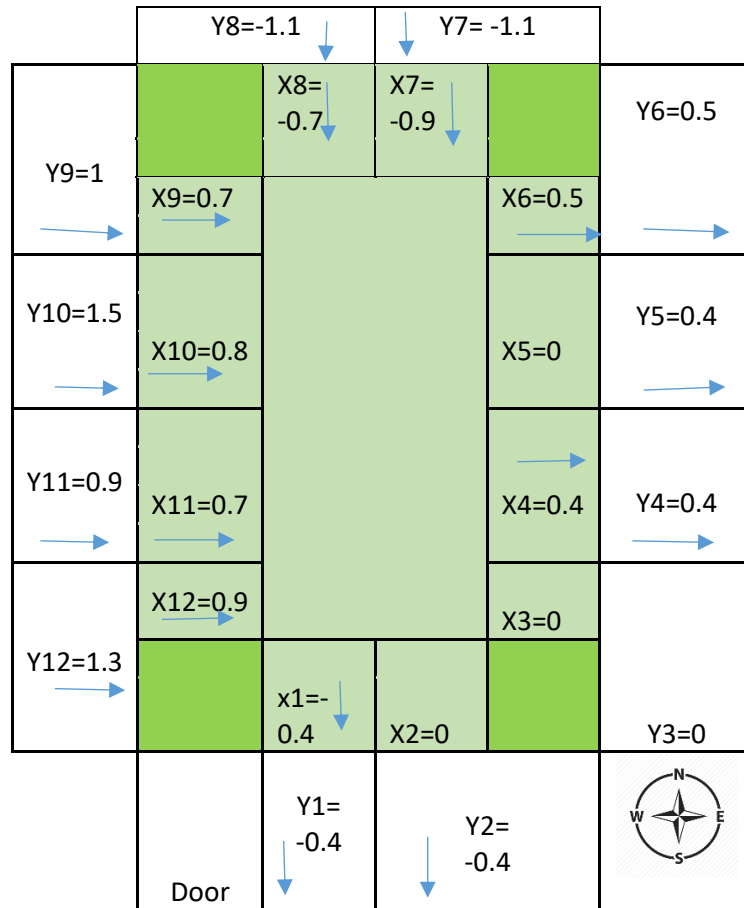 Y8=-1.1
Y7= -1.1
X8=
-0.7
X7=
-0.9
Y6=0.5
Y9=1
X9=0.7
X6=0.5
Y10=1.5
Y5=0.4
X10=0.8
X5=0
Y11=0.9
X11=0.7
X4=0.4
Y4=0.4
X12=0.9
X3=0
Y12=1.3
x1=-
0.4
X2=0
Y3=0
Y1=
-0.4
Y2=
-0.4
N
W
E
S
Door